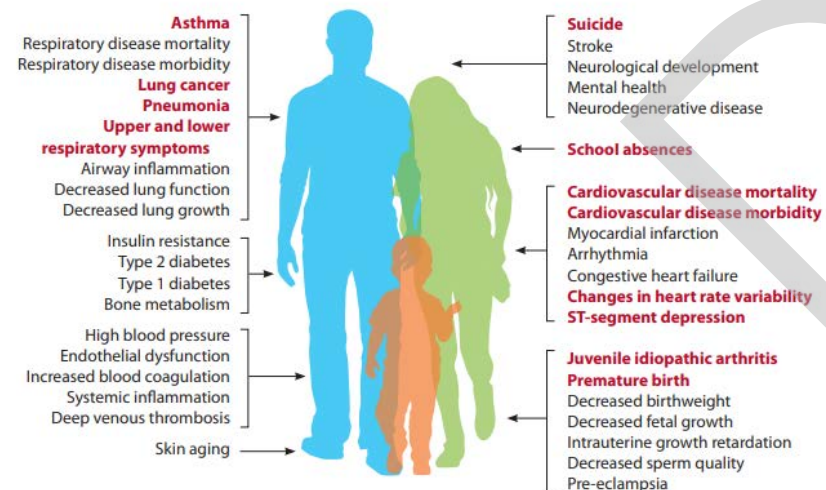 Asthma
Respiratory disease mortality
Respiratory disease morbidity
Lung cancer
Pneumonia
Upper and lower
respiratory symptoms
Airway inflammation
Decreased lung function
Decreased lung growth
Insulin resistance
Type 2 diabetes
Type 1 diabetes
Bone metabolism
High blood pressure
Endothelial dysfunction
Increased blood coagulation
Systemic inflammation
Deep venous thrombosis
Skin aging
Suicide
Stroke
Neurological development
Mental health
Neurodegenerative disease
School absences
Cardiovascular disease mortality
Cardiovascular disease morbidity
Myocardial infarction
Arrhythmia
Congestive heart failure
Changes in heart rate variability
ST-segment depression
Juvenile idiopathic arthritis
Premature birth
Decreased birthweight
Decreased fetal growth
Intrauterine growth retardation
Decreased sperm quality
Pre-eclampsia